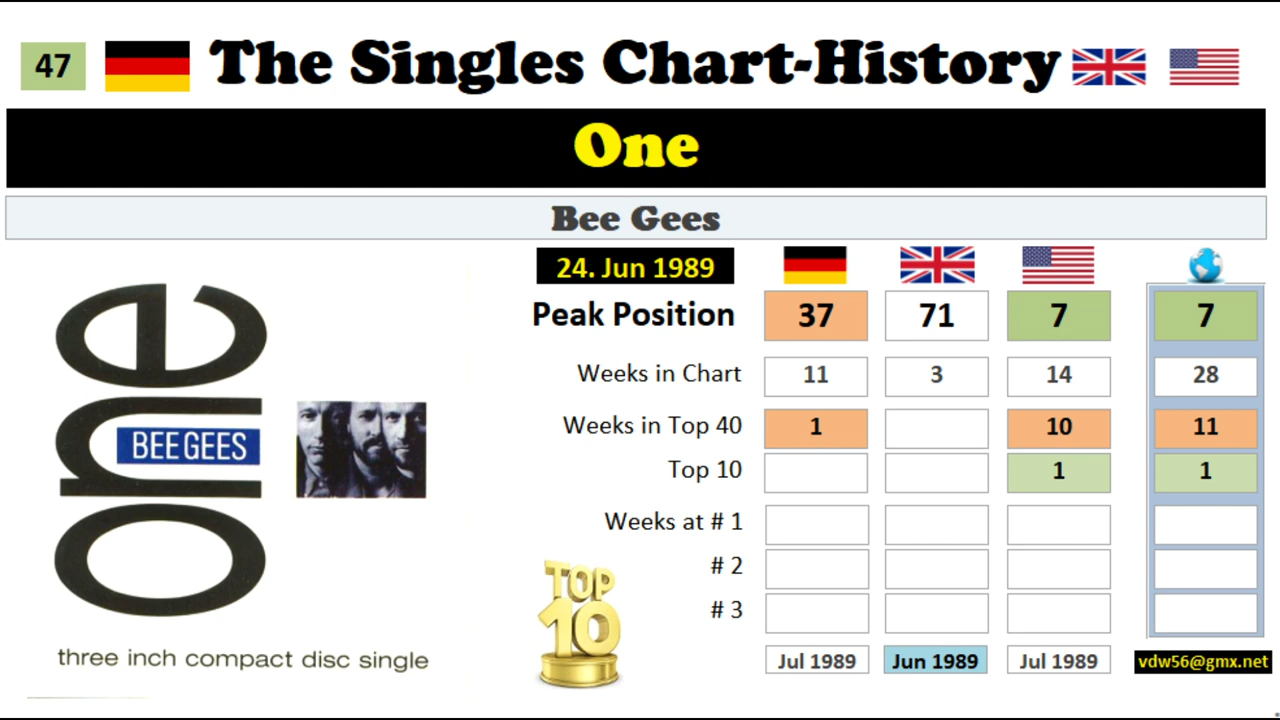 47 The Singles Chart-History
One
Bee Gees
24. Jun 1989
Peak Position 37 71 7 7
Weeks in Chart 11 3 14 28
Weeks in Top 40 1 10 11
Top 10 1 1
Weeks at # 1
# 2
# 3
Jul 1989 Jun 1989 Jul 1989 vdw56@gmx.net
one
BEE GEES
three inch compact disc single
TOP
10